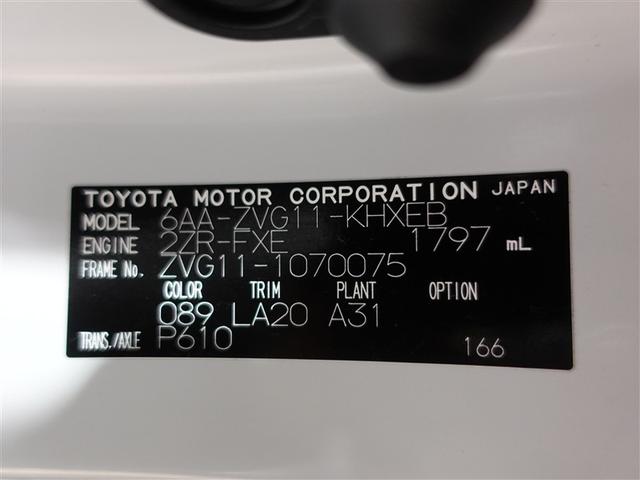 TOYOTA MOTOR CORPORATION JAPAN
MODEL 6AA-ZVG11-KHXEB
ENGINE 2ZR-FXE 1797 mL
FRAME No. ZVG11-1070075
COLOR TRIM PLANT OPTION
089 LA20 A31
TRANS./AXLE P610 166